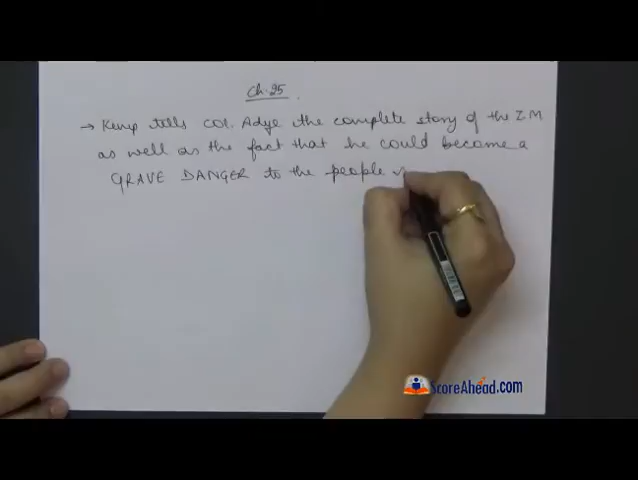 Ch.25
→ Kemp tells Col. Adye the complete story of the I.M
as well as the fact that he could become a
GRAVE DANGER to the people
ScoreAhead.com